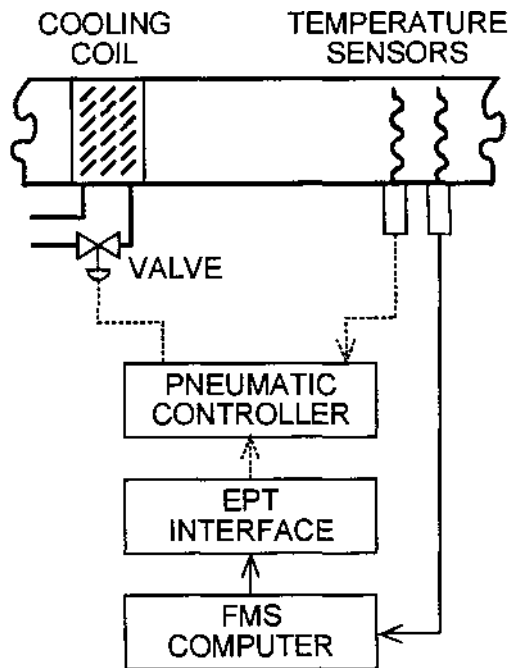 COOLING
COIL
TEMPERATURE
SENSORS
VALVE
PNEUMATIC
CONTROLLER
EPT
INTERFACE
FMS
COMPUTER